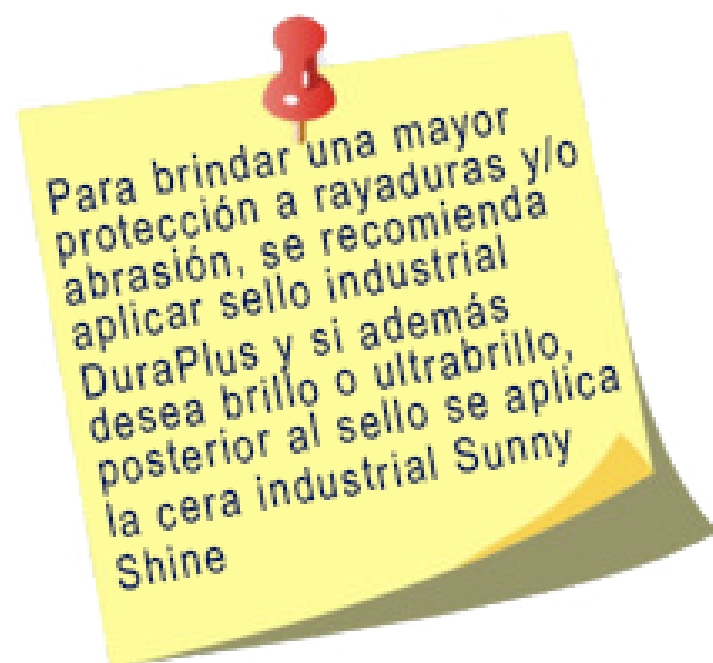 Para brindar una mayor
protección a rayaduras y/o
abrasión, se recomienda
aplicar sello industrial
DuraPlus y si además
desea brillo o ultrabrillo,
posterior al sello se aplica
la cera industrial Sunny
Shine